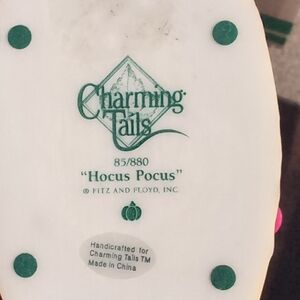 Charming
Tails
85/880
"Hocus Pocus"
® FITZ AND FLOYD, INC.
Handcrafted for
Charming Tails TM
Made in China